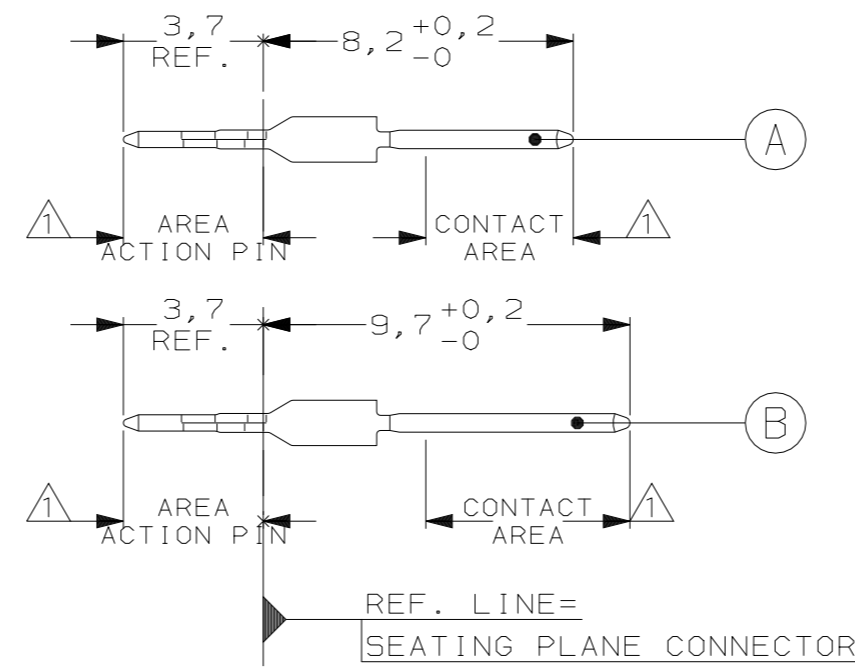 3,7
REF.
8,2 +0,2
-0
A
1
AREA
ACTION PIN
CONTACT
AREA
1
3,7
REF.
9,7 +0,2
-0
B
1
AREA
ACTION PIN
CONTACT
AREA
1
REF. LINE=
SEATING PLANE CONNECTOR